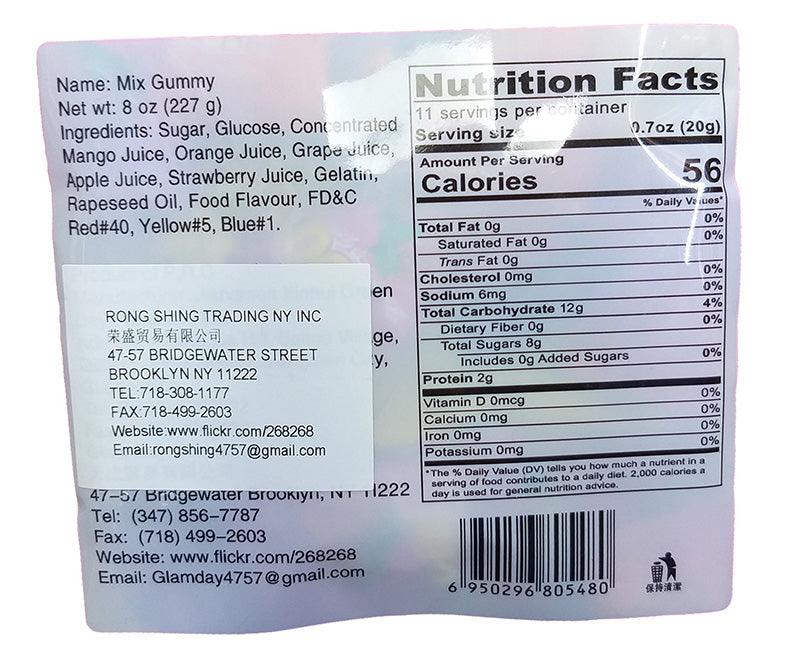 Name: Mix Gummy
Net wt: 8 oz (227 g)
Ingredients: Sugar, Glucose, Concentrated
Mango Juice, Orange Juice, Grape Juice,
Apple Juice, Strawberry Juice, Gelatin,
Rapeseed Oil, Food Flavour, FD&C
Red#40, Yellow#5, Blue#1.
RONG SHING TRADING NY INC
荣盛贸易有限公司
47-57 BRIDGEWATER STREET
BROOKLYN NY 11222
TEL:718-308-1177
FAX:718-499-2603
Website:www.flickr.com/268268
Email:rongshing4757@gmail.com
47-57 Bridgewater Brooklyn, NY 11222
Tel: (347) 856-7787
Fax: (718) 499-2603
Website: www.flickr.com/268268
Email: Glamday4757@gmail.com
Nutrition Facts
11 servings per container
Serving size 0.7oz (20g)
Amount Per Serving
Calories 56
% Daily Values*
Total Fat 0g 0%
Saturated Fat 0g 0%
Trans Fat 0g
Cholesterol 0mg 0%
Sodium 6mg 0%
Total Carbohydrate 12g 4%
Dietary Fiber 0g 0%
Total Sugars 8g
Includes 0g Added Sugars 0%
Protein 2g
Vitamin D 0mcg 0%
Calcium 0mg 0%
Iron 0mg 0%
Potassium 0mg 0%
*The % Daily Value (DV) tells you how much a nutrient in a
serving of food contributes to a daily diet. 2,000 calories a
day is used for general nutrition advice.
6 950296 805480
保持清潔